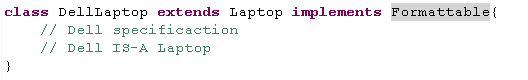 class DellLaptop extends Laptop implements Formattable{
    // Dell specificaction
    // Dell IS-A Laptop
}